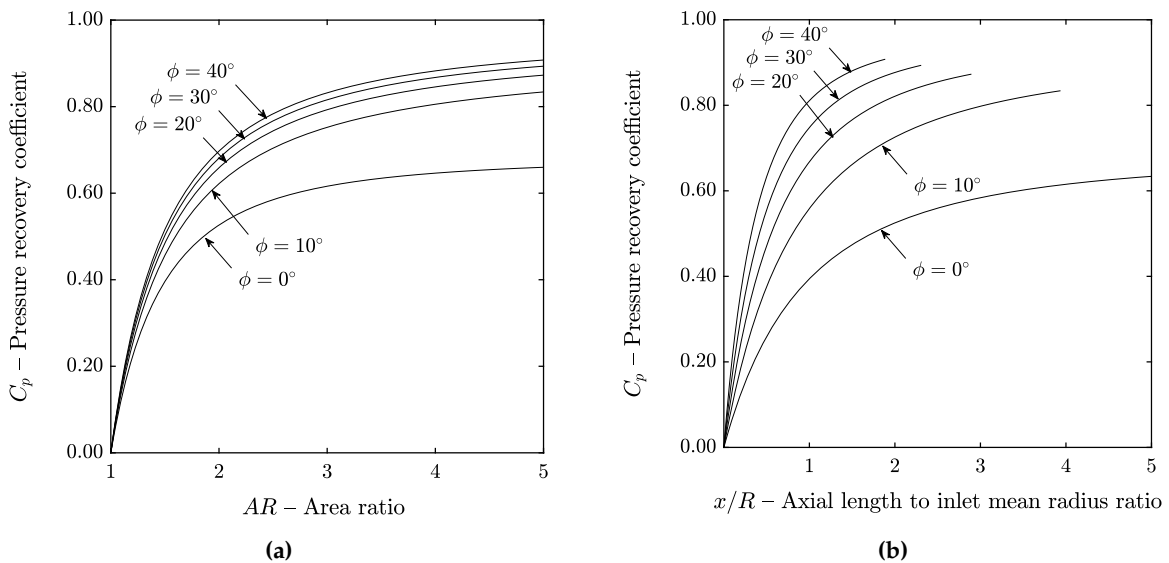 1.00
0.80
0.60
0.40
0.20
0.00
C_p – Pressure recovery coefficient
ϕ = 40°
ϕ = 30°
ϕ = 20°
ϕ = 10°
ϕ = 0°
1 2 3 4 5
AR – Area ratio
(a)
1.00
0.80
0.60
0.40
0.20
0.00
C_p – Pressure recovery coefficient
ϕ = 40°
ϕ = 30°
ϕ = 20°
ϕ = 10°
ϕ = 0°
1 2 3 4 5
x/R – Axial length to inlet mean radius ratio
(b)